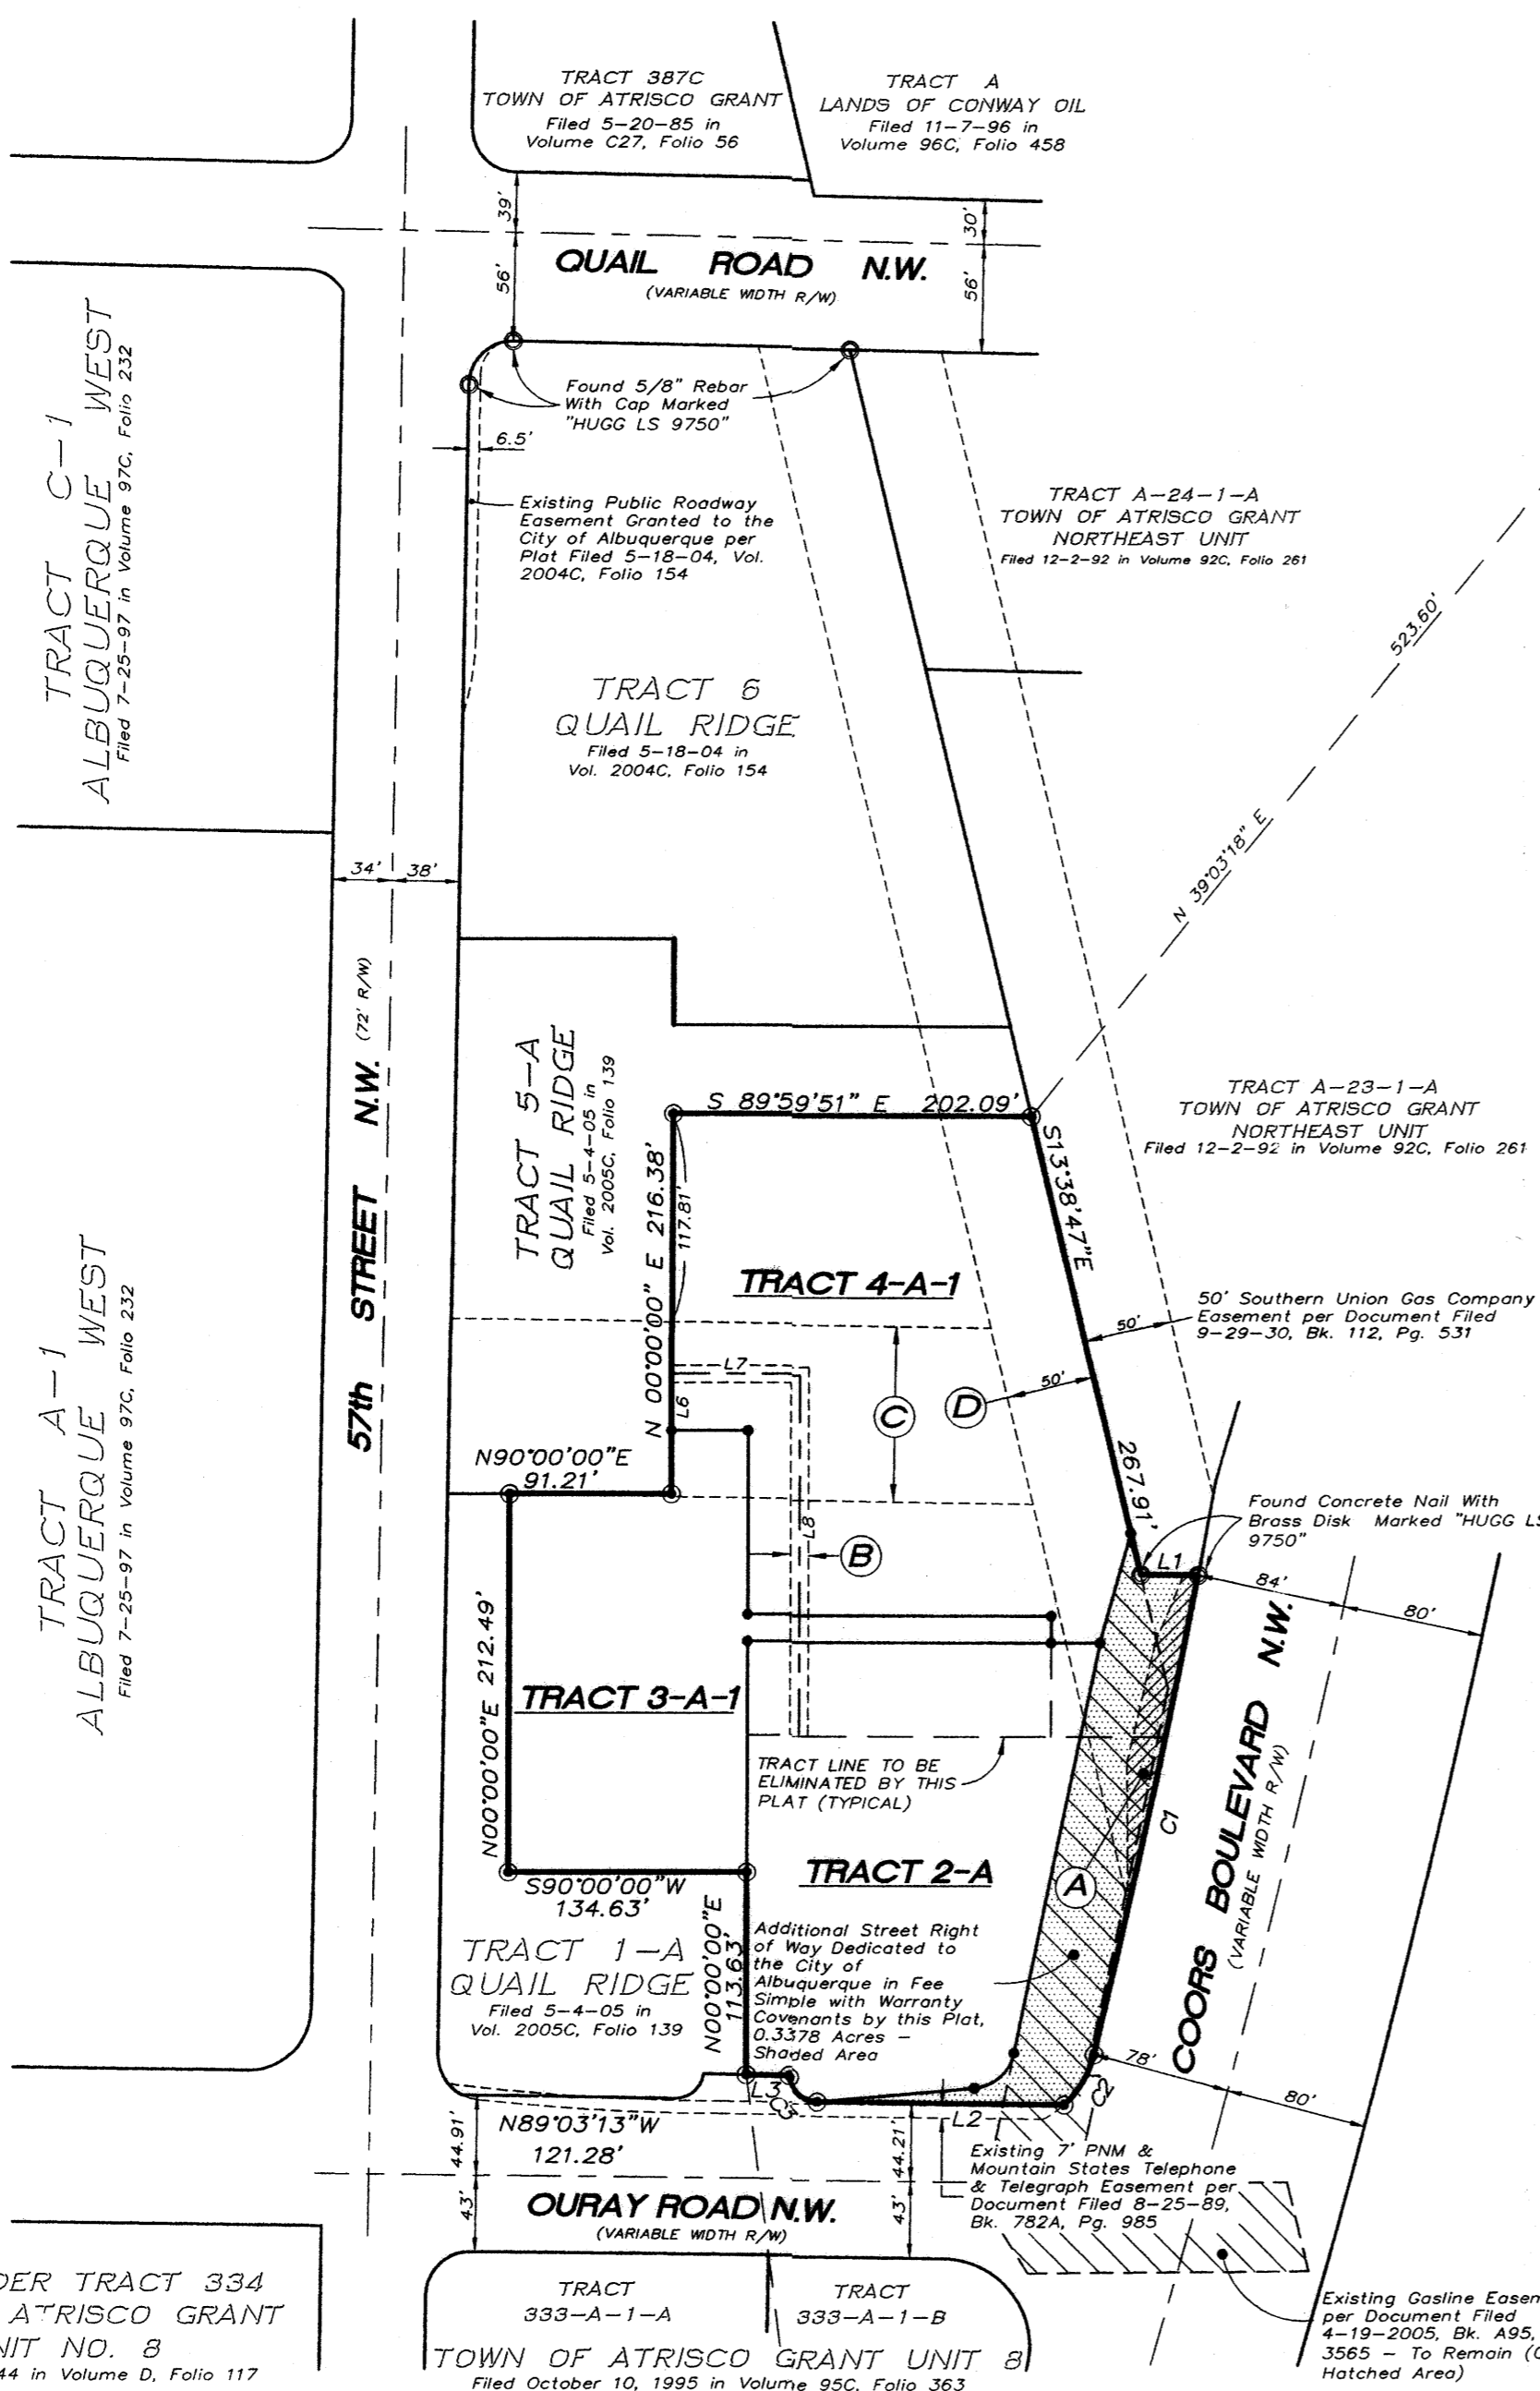 TRACT 387C
TOWN OF ATRISCO GRANT
Filed 5-20-85 in
Volume C27, Folio 56
TRACT A
LANDS OF CONWAY OIL
Filed 11-7-96 in
Volume 96C, Folio 458
39'
30'
QUAIL ROAD N.W.
(VARIABLE WIDTH R/W)
56'
56'
TRACT C-1
ALBUQUERQUE WEST
Filed 7-25-97 in Volume 97C, Folio 232
Found 5/8" Rebar
With Cap Marked
"HUGG LS 9750"
6.5'
Existing Public Roadway
Easement Granted to the
City of Albuquerque per
Plat Filed 5-18-04, Vol.
2004C, Folio 154
TRACT A-24-1-A
TOWN OF ATRISCO GRANT
NORTHEAST UNIT
Filed 12-2-92 in Volume 92C, Folio 261
523.60'
N 39°03'18" E
TRACT 6
QUAIL RIDGE
Filed 5-18-04 in
Vol. 2004C, Folio 154
34'
38'
57th STREET N.W. (72' R/W)
TRACT 5-A
QUAIL RIDGE
Filed 5-4-05 in
Vol. 2005C, Folio 139
S 89°59'51" E 202.09'
TRACT A-23-1-A
TOWN OF ATRISCO GRANT
NORTHEAST UNIT
Filed 12-2-92 in Volume 92C, Folio 261
S13°38'47"E
267.91'
N 00°00'00" E 216.38'
117.81'
TRACT 4-A-1
50' Southern Union Gas Company
Easement per Document Filed
9-29-30, Bk. 112, Pg. 531
50'
50'
TRACT A-1
ALBUQUERQUE WEST
Filed 7-25-97 in Volume 97C, Folio 232
L7
L6
C
D
N90°00'00"E
91.21'
L8
B
Found Concrete Nail With
Brass Disk Marked "HUGG LS
9750"
L1
84'
80'
N00°00'00"E 212.49'
TRACT 3-A-1
TRACT LINE TO BE
ELIMINATED BY THIS
PLAT (TYPICAL)
C1
COORS BOULEVARD N.W.
(VARIABLE WIDTH R/W)
TRACT 2-A
A
S90°00'00"W
134.63'
N00°00'00"E
113.63'
Additional Street Right
of Way Dedicated to
the City of
Albuquerque in Fee
Simple with Warranty
Covenants by this Plat,
0.3378 Acres -
Shaded Area
TRACT 1-A
QUAIL RIDGE
Filed 5-4-05 in
Vol. 2005C, Folio 139
78'
80'
L3
C3
L2
N89°03'13"W
121.28'
44.91'
44.21'
Existing 7' PNM &
Mountain States Telephone
& Telegraph Easement per
Document Filed 8-25-89,
Bk. 782A, Pg. 985
OURAY ROAD N.W.
(VARIABLE WIDTH R/W)
43'
43'
DER TRACT 334
ATRISCO GRANT
NIT NO. 8
44 in Volume D, Folio 117
TRACT
333-A-1-A
TRACT
333-A-1-B
TOWN OF ATRISCO GRANT UNIT 8
Filed October 10, 1995 in Volume 95C, Folio 363
Existing Gasline Easen
per Document Filed
4-19-2005, Bk. A95,
3565 - To Remain (C
Hatched Area)